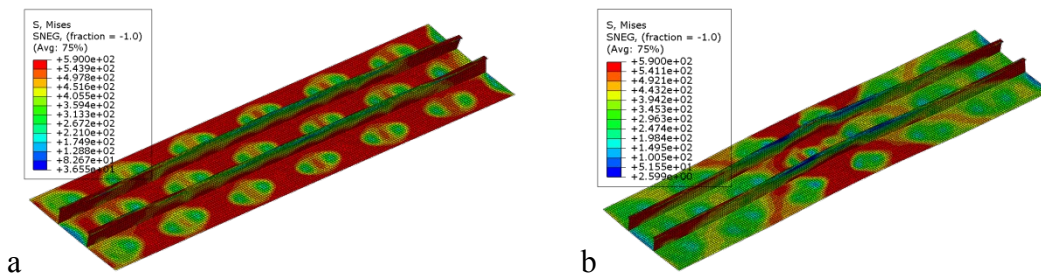 S, Mises
SNEG, (fraction = -1.0)
(Avg: 75%)
+5.900e+02
+5.439e+02
+4.978e+02
+4.516e+02
+4.055e+02
+3.594e+02
+3.133e+02
+2.672e+02
+2.210e+02
+1.749e+02
+1.288e+02
+8.267e+01
+3.655e+01
a
S, Mises
SNEG, (fraction = -1.0)
(Avg: 75%)
+5.900e+02
+5.411e+02
+4.921e+02
+4.432e+02
+3.942e+02
+3.453e+02
+2.963e+02
+2.474e+02
+1.984e+02
+1.495e+02
+1.005e+02
+5.155e+01
+2.599e+00
b